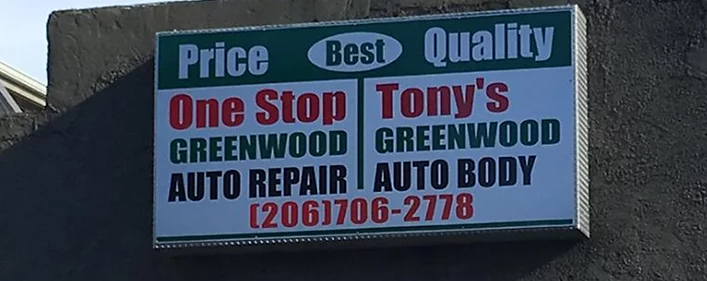 Price Best Quality
One Stop
GREENWOOD
AUTO REPAIR
Tony's
GREENWOOD
AUTO BODY
(206)706-2778